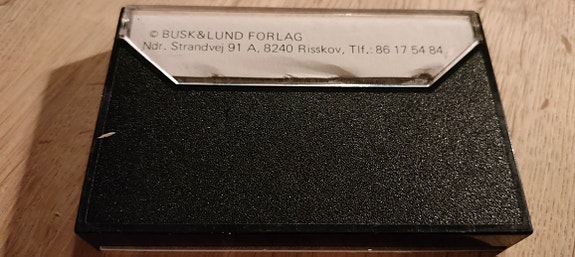 © BUSK&LUND FORLAG
Ndr. Strandvej 91 A, 8240 Risskov, Tlf.: 86 17 54 84